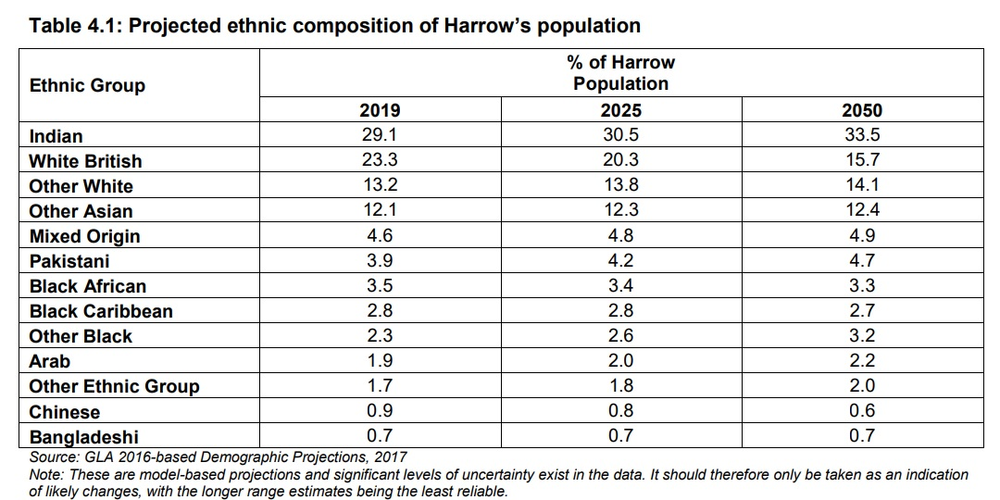 Table 4.1: Projected ethnic composition of Harrow's population
Ethnic Group % of Harrow
Population
2019 2025 2050
Indian 29.1 30.5 33.5
White British 23.3 20.3 15.7
Other White 13.2 13.8 14.1
Other Asian 12.1 12.3 12.4
Mixed Origin 4.6 4.8 4.9
Pakistani 3.9 4.2 4.7
Black African 3.5 3.4 3.3
Black Caribbean 2.8 2.8 2.7
Other Black 2.3 2.6 3.2
Arab 1.9 2.0 2.2
Other Ethnic Group 1.7 1.8 2.0
Chinese 0.9 0.8 0.6
Bangladeshi 0.7 0.7 0.7
Source: GLA 2016-based Demographic Projections, 2017
Note: These are model-based projections and significant levels of uncertainty exist in the data. It should therefore only be taken as an indication
of likely changes, with the longer range estimates being the least reliable.